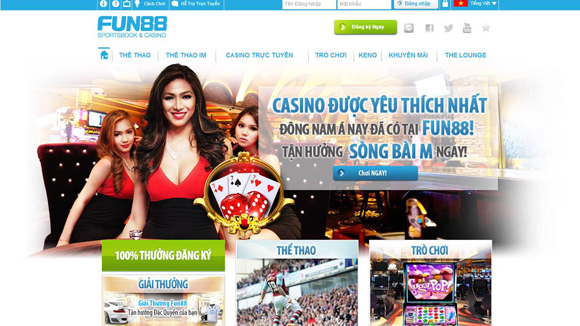 Cách Chơi
Hỗ Trợ Trực Tuyến
Tên Đăng Nhập
Mật Khẩu
Đăng nhập
Tiếng Việt
FUN88
SPORTSBOOK & CASINO
Đăng ký Ngay
THỂ THAO
THỂ THAO IM
CASINO TRỰC TUYẾN
TRÒ CHƠI
KENO
KHUYẾN MÃI
THE LOUNGE
CASINO ĐƯỢC YÊU THÍCH NHẤT
ĐÔNG NAM Á NAY ĐÃ CÓ TẠI FUN88!
TẬN HƯỞNG SÒNG BÀI M NGAY!
Chơi NGAY!
100% THƯỞNG ĐĂNG KÝ
THỂ THAO
TRÒ CHƠI
GIẢI THƯỞNG
Giải Thưởng Fun88
Tận hưởng Đặc Quyền của bạn
POP!